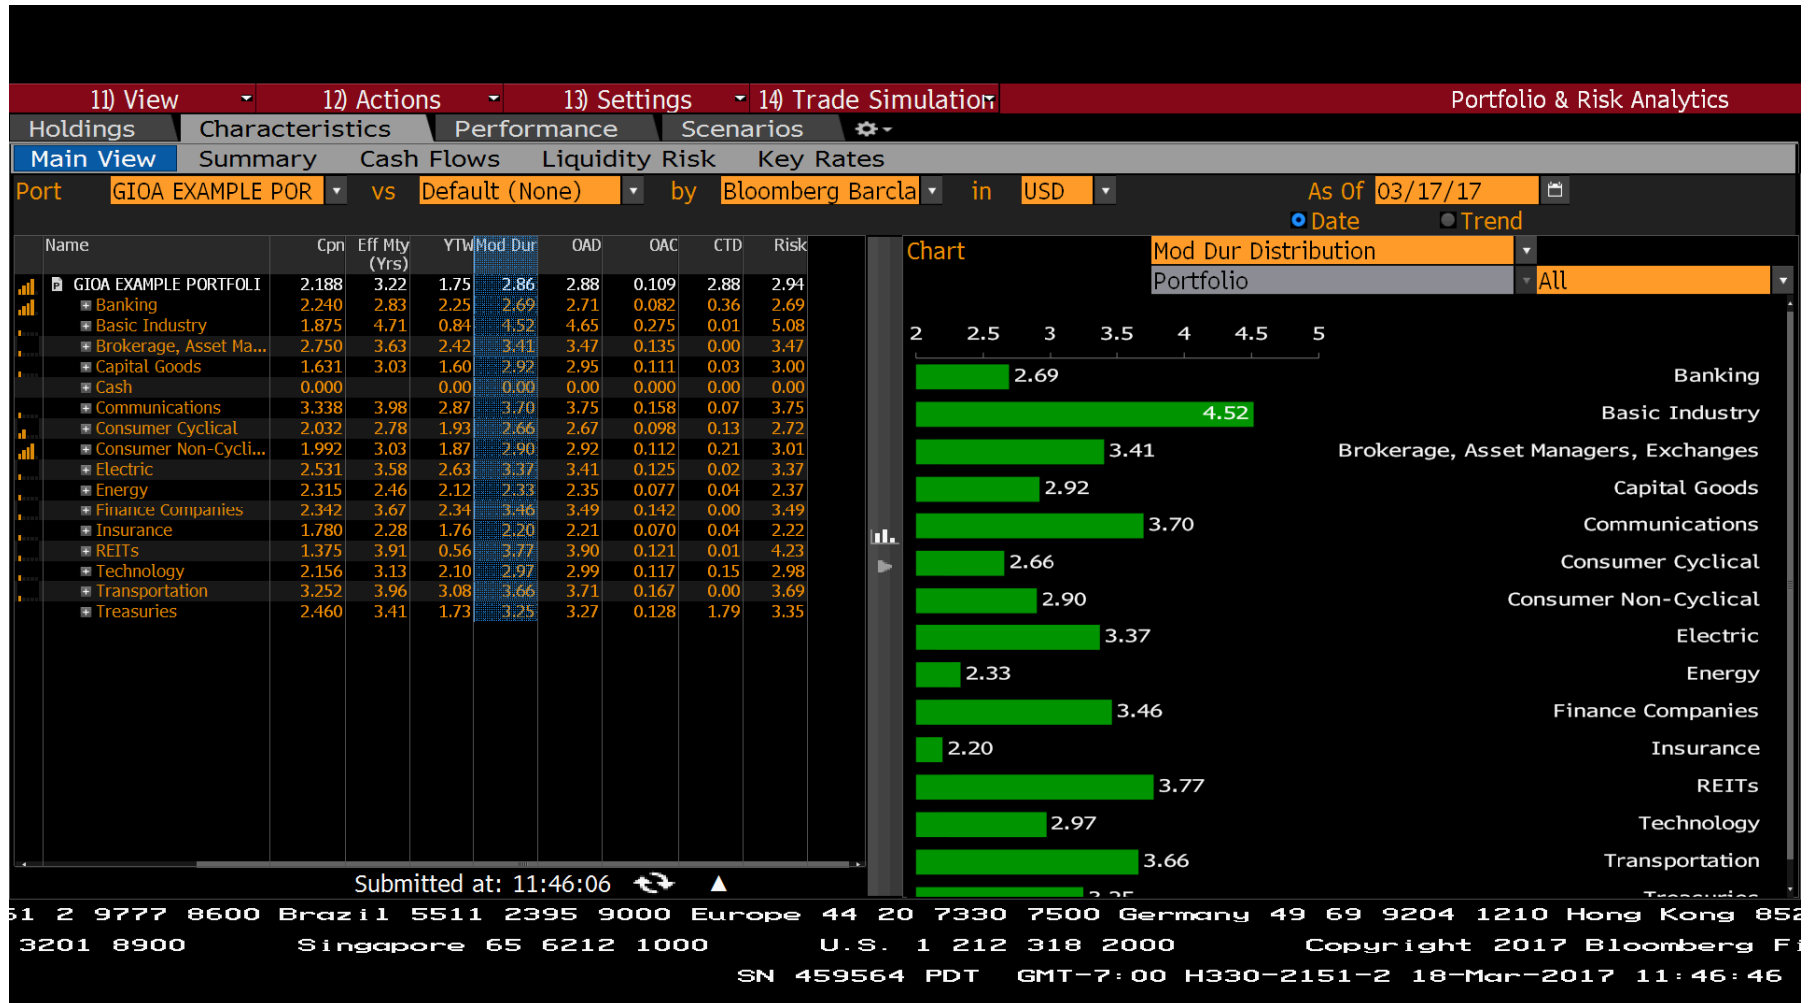 11) View 12) Actions 13) Settings 14) Trade Simulation Portfolio & Risk Analytics
Holdings Characteristics Performance Scenarios
Main View Summary Cash Flows Liquidity Risk Key Rates
Port GIOA EXAMPLE POR vs Default (None) by Bloomberg Barcla in USD As Of 03/17/17
Date Trend
Name Cpn Eff Mty (Yrs) YTW Mod Dur OAD OAC CTD Risk
P GIOA EXAMPLE PORTFOLI 2.188 3.22 1.75 2.86 2.88 0.109 2.88 2.94
Banking 2.240 2.83 2.25 2.69 2.71 0.082 0.36 2.69
Basic Industry 1.875 4.71 0.84 4.52 4.65 0.275 0.01 5.08
Brokerage, Asset Ma... 2.750 3.63 2.42 3.41 3.47 0.135 0.00 3.47
Capital Goods 1.631 3.03 1.60 2.92 2.95 0.111 0.03 3.00
Cash 0.000 0.00 0.00 0.00 0.000 0.00 0.00
Communications 3.338 3.98 2.87 3.70 3.75 0.158 0.07 3.75
Consumer Cyclical 2.032 2.78 1.93 2.66 2.67 0.098 0.13 2.72
Consumer Non-Cycli... 1.992 3.03 1.87 2.90 2.92 0.112 0.21 3.01
Electric 2.531 3.58 2.63 3.37 3.41 0.125 0.02 3.37
Energy 2.315 2.46 2.12 2.33 2.35 0.077 0.04 2.37
Finance Companies 2.342 3.67 2.34 3.46 3.49 0.142 0.00 3.49
Insurance 1.780 2.28 1.76 2.20 2.21 0.070 0.04 2.22
REITs 1.375 3.91 0.56 3.77 3.90 0.121 0.01 4.23
Technology 2.156 3.13 2.10 2.97 2.99 0.117 0.15 2.98
Transportation 3.252 3.96 3.08 3.66 3.71 0.167 0.00 3.69
Treasuries 2.460 3.41 1.73 3.25 3.27 0.128 1.79 3.35
Submitted at: 11:46:06
Chart Mod Dur Distribution
Portfolio All
2 2.5 3 3.5 4 4.5 5
2.69 Banking
4.52 Basic Industry
3.41 Brokerage, Asset Managers, Exchanges
2.92 Capital Goods
3.70 Communications
2.66 Consumer Cyclical
2.90 Consumer Non-Cyclical
3.37 Electric
2.33 Energy
3.46 Finance Companies
2.20 Insurance
3.77 REITs
2.97 Technology
3.66 Transportation
3.25 Treasuries
61 2 9777 8600 Brazil 5511 2395 9000 Europe 44 20 7330 7500 Germany 49 69 9204 1210 Hong Kong 852
3201 8900 Singapore 65 6212 1000 U.S. 1 212 318 2000 Copyright 2017 Bloomberg Fi
SN 459564 PDT GMT-7:00 H330-2151-2 18-Mar-2017 11:46:46